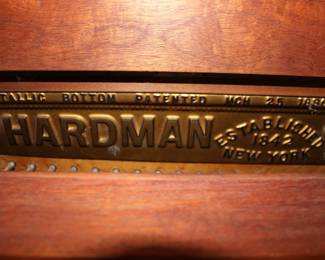 TALLIC BOTTOM PATENTED MCH 25
HARDMAN
ESTABLISHED
1842
NEW YORK